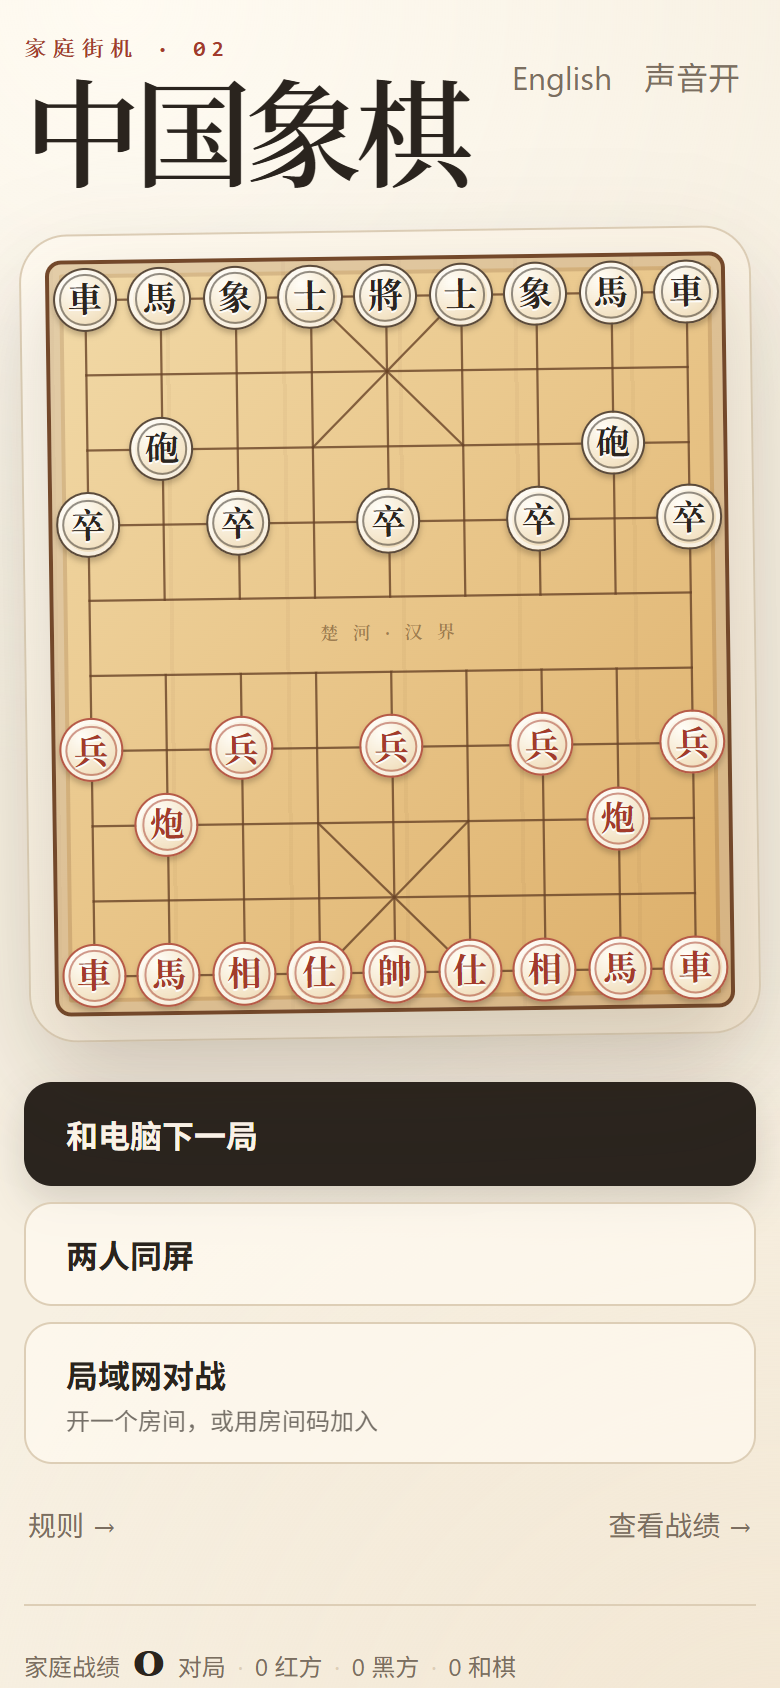 家庭街机 · 02
中国象棋
English 声音开
車 馬 象 士 將 士 象 馬 車
砲 砲
卒 卒 卒 卒 卒
楚河·汉界
兵 兵 兵 兵 兵
炮 炮
車 馬 相 仕 帥 仕 相 馬 車
和电脑下一局
两人同屏
局域网对战
开一个房间，或用房间码加入
规则 → 查看战绩 →
家庭战绩 0 对局 · 0 红方 · 0 黑方 · 0 和棋